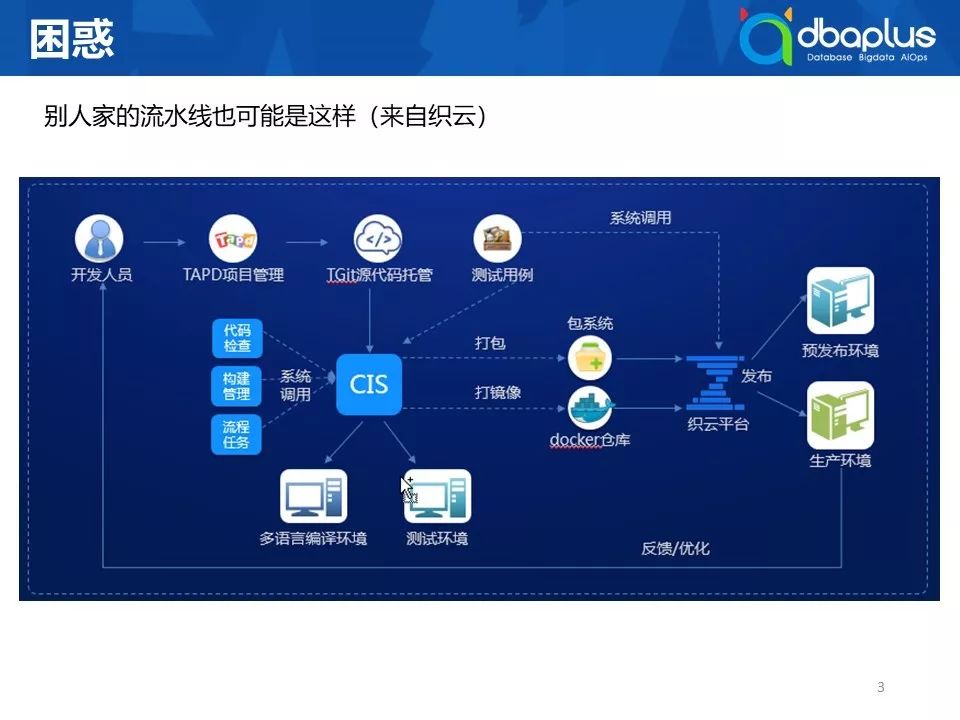 困惑
dbaplus
Database Bigdata AIOps
别人家的流水线也可能是这样（来自织云）
系统调用
Tapd
</>
开发人员
TAPD项目管理
TGit源代码托管
测试用例
代码
检查
构建
管理
流程
任务
系统
调用
CIS
打包
打镜像
包系统
docker仓库
发布
织云平台
预发布环境
生产环境
多语言编译环境
测试环境
反馈/优化
3